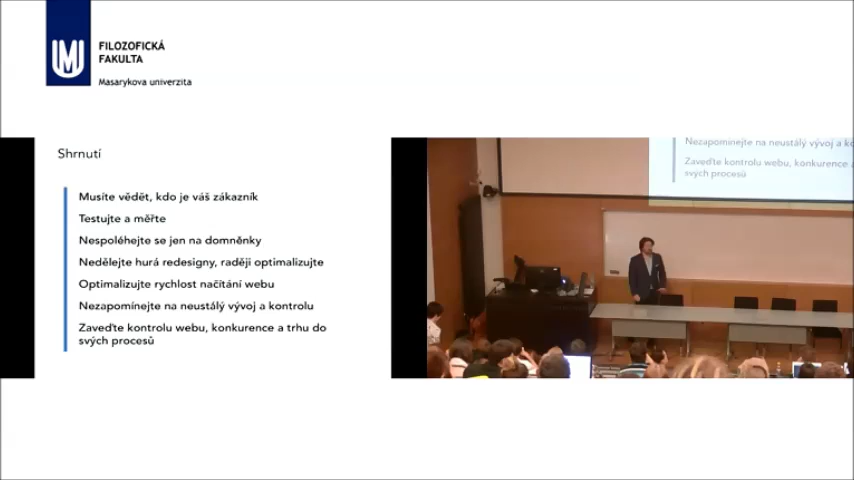 FILOZOFICKÁ
FAKULTA
Masarykova univerzita
Shrnutí
Musíte vědět, kdo je váš zákazník
Testujte a měřte
Nespoléhejte se jen na domněnky
Nedělejte hurá redesigny, raději optimalizujte
Optimalizujte rychlost načítání webu
Nezapomínejte na neustálý vývoj a kontrolu
Zaveďte kontrolu webu, konkurence a trhu do
svých procesů
Nezapomínejte na neustálý vývoj a ko
Zaveďte kontrolu webu, konkurence a
svých procesů